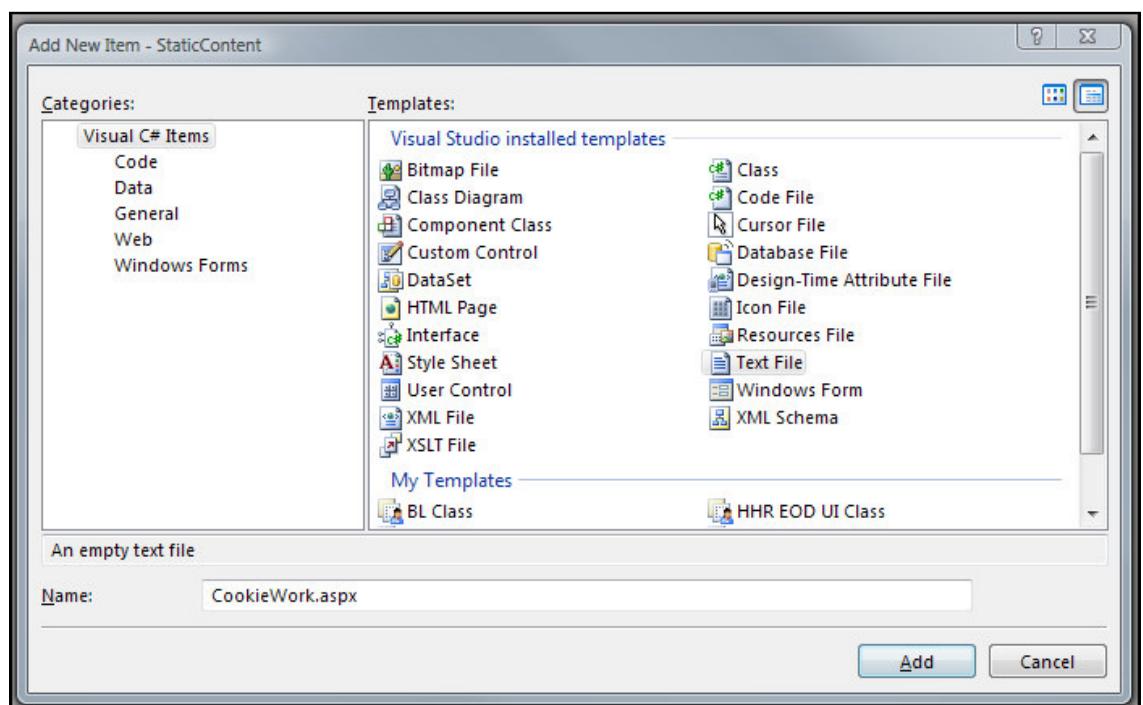 Add New Item - StaticContent
Categories:
Templates:
Visual C# Items
Code
Data
General
Web
Windows Forms
Visual Studio installed templates
Bitmap File
Class
Class Diagram
Code File
Component Class
Cursor File
Custom Control
Database File
DataSet
Design-Time Attribute File
HTML Page
Icon File
Interface
Resources File
Style Sheet
Text File
User Control
Windows Form
XML File
XML Schema
XSLT File
My Templates
BL Class
HHR EOD UI Class
An empty text file
Name:
CookieWork.aspx
Add
Cancel